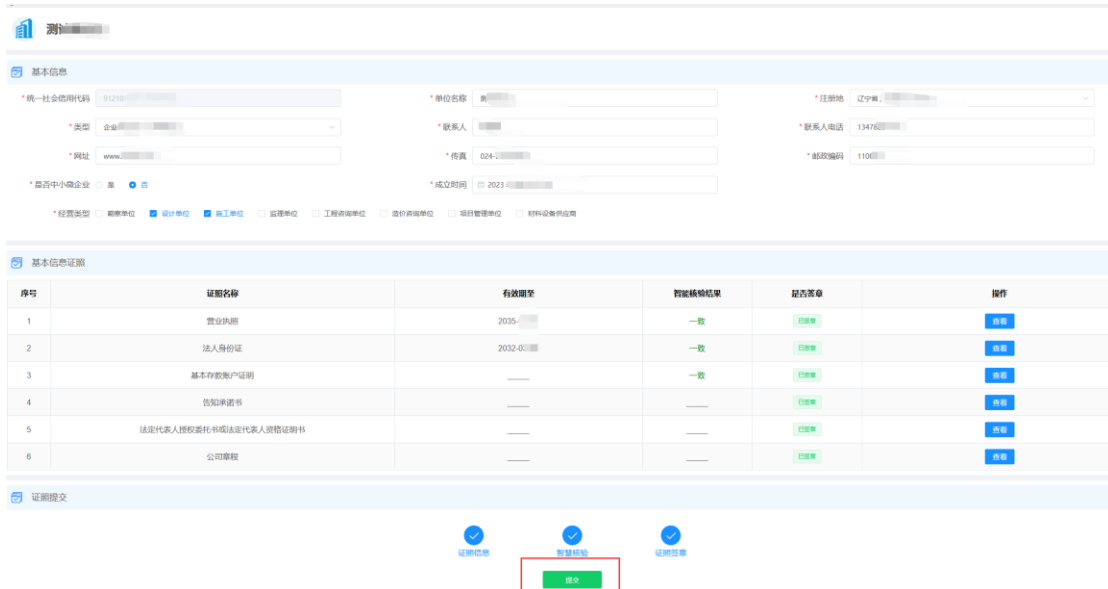 测试
基本信息
*统一社会信用代码 91210 *单位名称 *注册地 辽宁省
*类型 企业 *联系人 *联系人电话 13478
*网址 www. *传真 024- *邮政编码 1106
*是否中小微企业 是 否 *成立时间 2023
*经营类型 勘察单位 设计单位 施工单位 监理单位 工程咨询单位 造价咨询单位 项目管理单位 材料设备供应商
基本信息证照
序号 证照名称 有效期至 智能核验结果 是否签章 操作
1 营业执照 2035- 一致 已签章 查看
2 法人身份证 2032-0 一致 已签章 查看
3 基本存款账户证明 一致 已签章 查看
4 告知承诺书 已签章 查看
5 法定代表人授权委托书或法定代表人资格证明书 已签章 查看
6 公司章程 已签章 查看
证照提交
证照信息 智慧核验 证照签章
提交